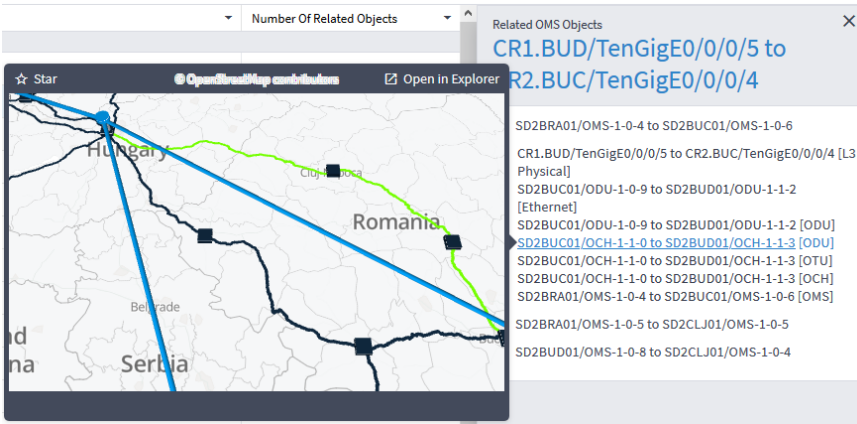 Number Of Related Objects
Related OMS Objects
CR1.BUD/TenGigE0/0/0/5 to
R2.BUC/TenGigE0/0/0/4
Star
© OpenStreetMap contributors
Open in Explorer
Hungary
Cluj-Napoca
Romania
Belgrade
Serbia
nd
na
SD2BRA01/OMS-1-0-4 to SD2BUC01/OMS-1-0-6
CR1.BUD/TenGigE0/0/0/5 to CR2.BUC/TenGigE0/0/0/4 [L3
Physical]
SD2BUC01/ODU-1-0-9 to SD2BUD01/ODU-1-1-2
[Ethernet]
SD2BUC01/ODU-1-0-9 to SD2BUD01/ODU-1-1-2 [ODU]
SD2BUC01/OCH-1-1-0 to SD2BUD01/OCH-1-1-3 [ODU]
SD2BUC01/OCH-1-1-0 to SD2BUD01/OCH-1-1-3 [OTU]
SD2BUC01/OCH-1-1-0 to SD2BUD01/OCH-1-1-3 [OCH]
SD2BRA01/OMS-1-0-4 to SD2BUC01/OMS-1-0-6 [OMS]
SD2BRA01/OMS-1-0-5 to SD2CLJ01/OMS-1-0-5
SD2BUD01/OMS-1-0-8 to SD2CLJ01/OMS-1-0-4